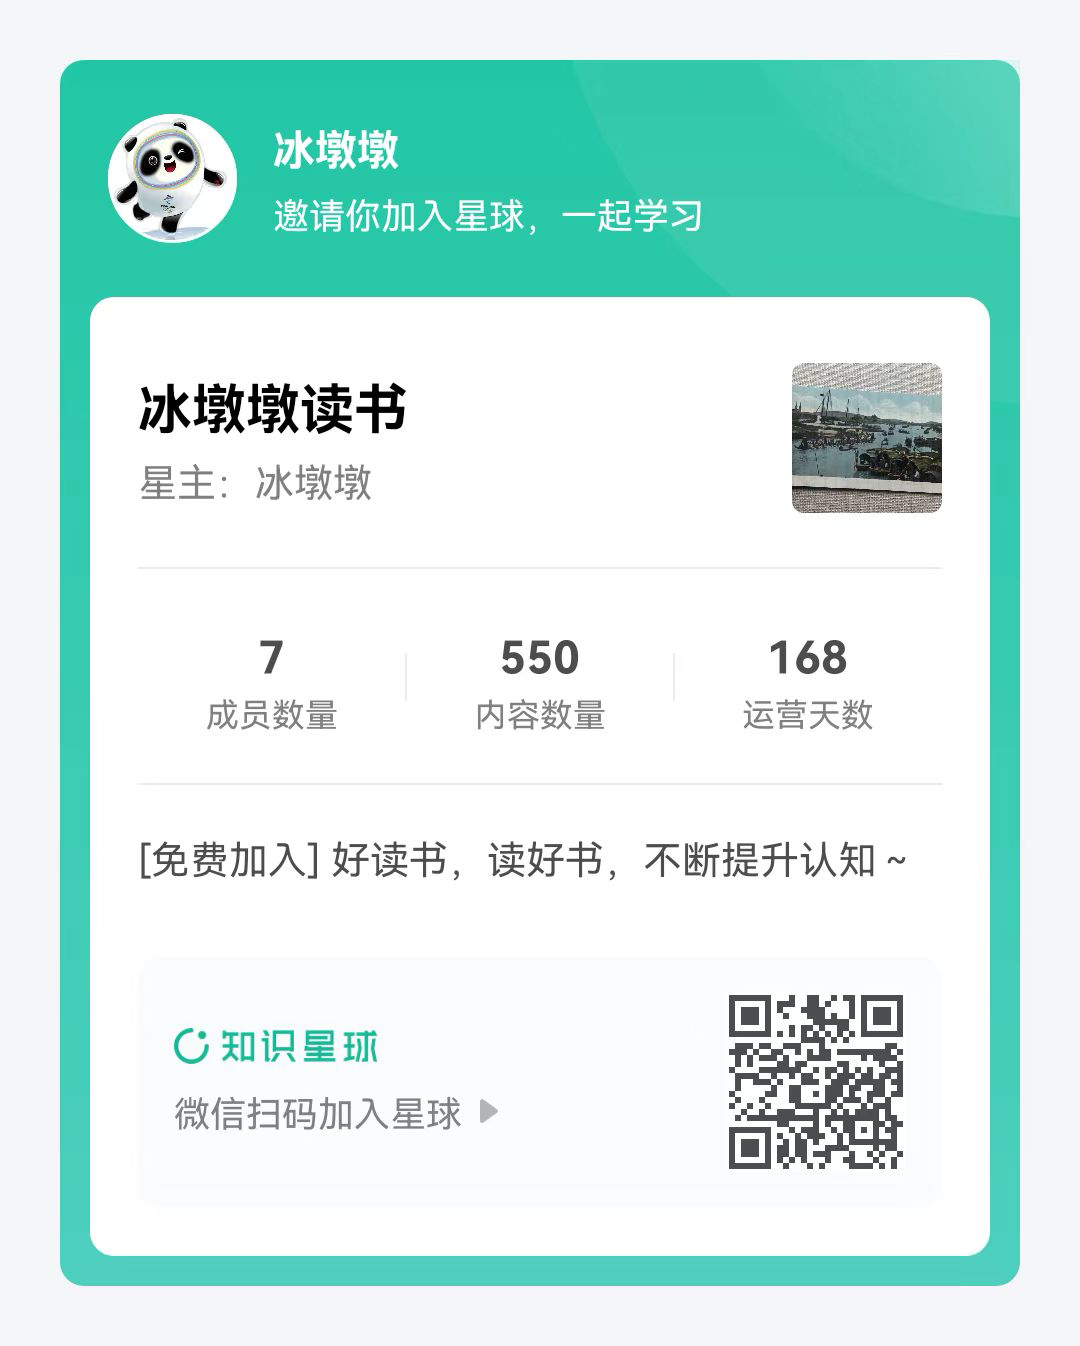 冰墩墩
邀请你加入星球，一起学习
冰墩墩读书
星主：冰墩墩
7
550
168
成员数量
内容数量
运营天数
[免费加入] 好读书，读好书，不断提升认知 ~
知识星球
微信扫码加入星球